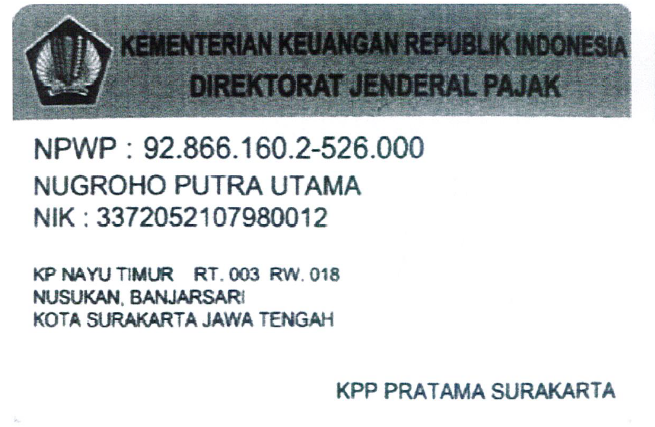 KEMENTERIAN KEUANGAN REPUBLIK INDONESIA
DIREKTORAT JENDERAL PAJAK
NPWP : 92.866.160.2-526.000
NUGROHO PUTRA UTAMA
NIK : 3372052107980012
KP NAYU TIMUR RT. 003 RW. 018
NUSUKAN, BANJARSARI
KOTA SURAKARTA JAWA TENGAH
KPP PRATAMA SURAKARTA